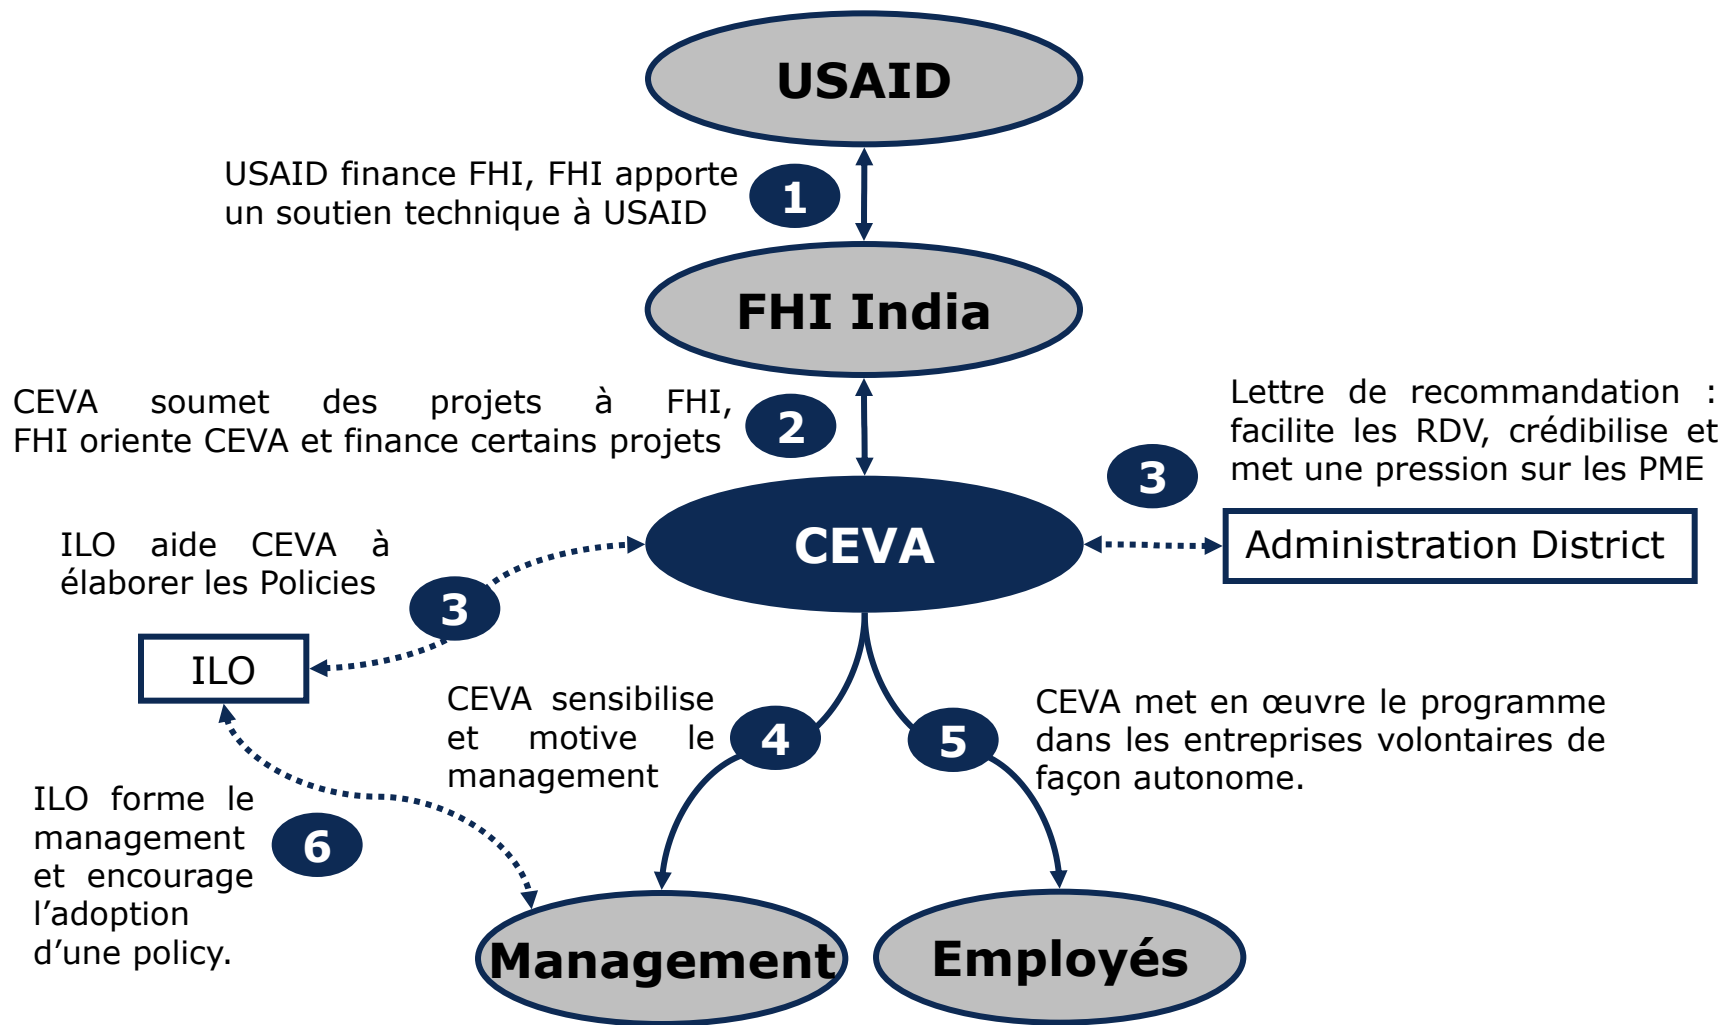 USAID
USAID finance FHI, FHI apporte
un soutien technique à USAID
1
FHI India
CEVA soumet des projets à FHI,
FHI oriente CEVA et finance certains projets
2
Lettre de recommandation :
facilite les RDV, crédibilise et
met une pression sur les PME
3
CEVA
Administration District
ILO aide CEVA à
élaborer les Policies
3
ILO
CEVA sensibilise
et motive le
management
4
5
CEVA met en œuvre le programme
dans les entreprises volontaires de
façon autonome.
ILO forme le
management
et encourage
l’adoption
d’une policy.
6
Management
Employés